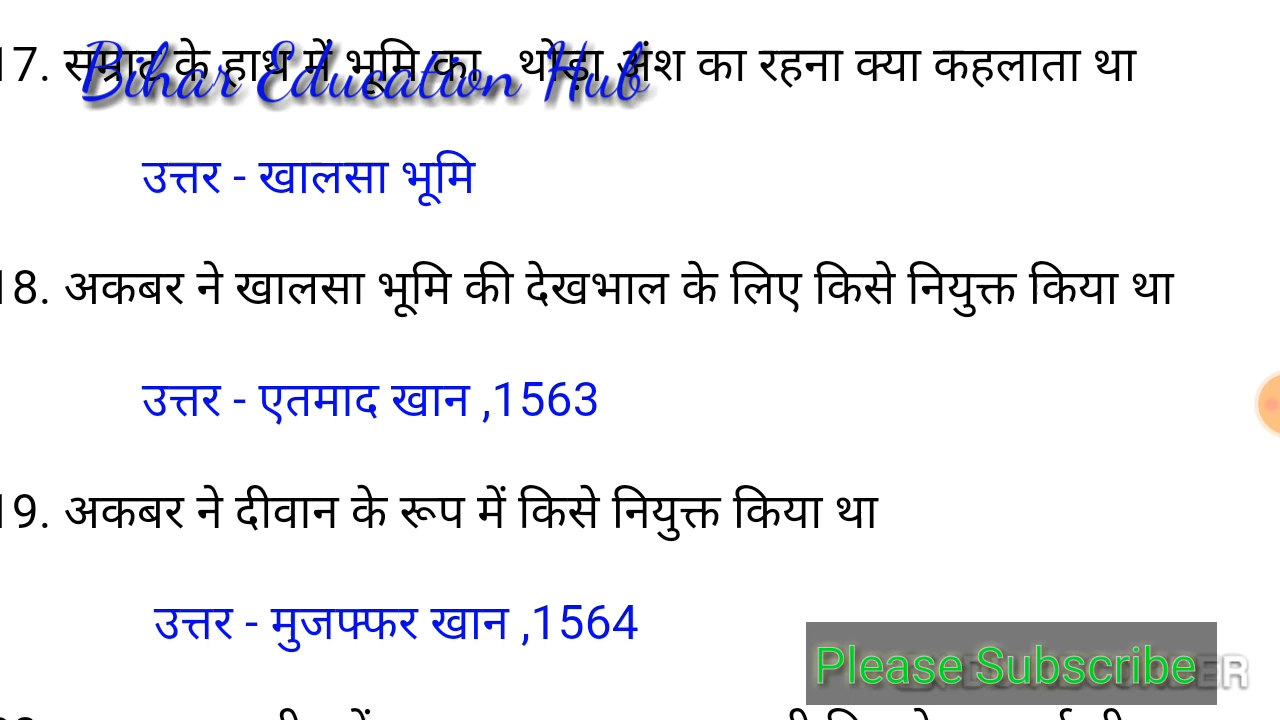 17. सम्राट के हाथ में भूमि का थोड़ा अंश का रहना क्या कहलाता था
Bihar Education Hub
उत्तर - खालसा भूमि
18. अकबर ने खालसा भूमि की देखभाल के लिए किसे नियुक्त किया था
उत्तर - एतमाद खान ,1563
19. अकबर ने दीवान के रूप में किसे नियुक्त किया था
उत्तर - मुजफ्फर खान ,1564
Please Subscribe